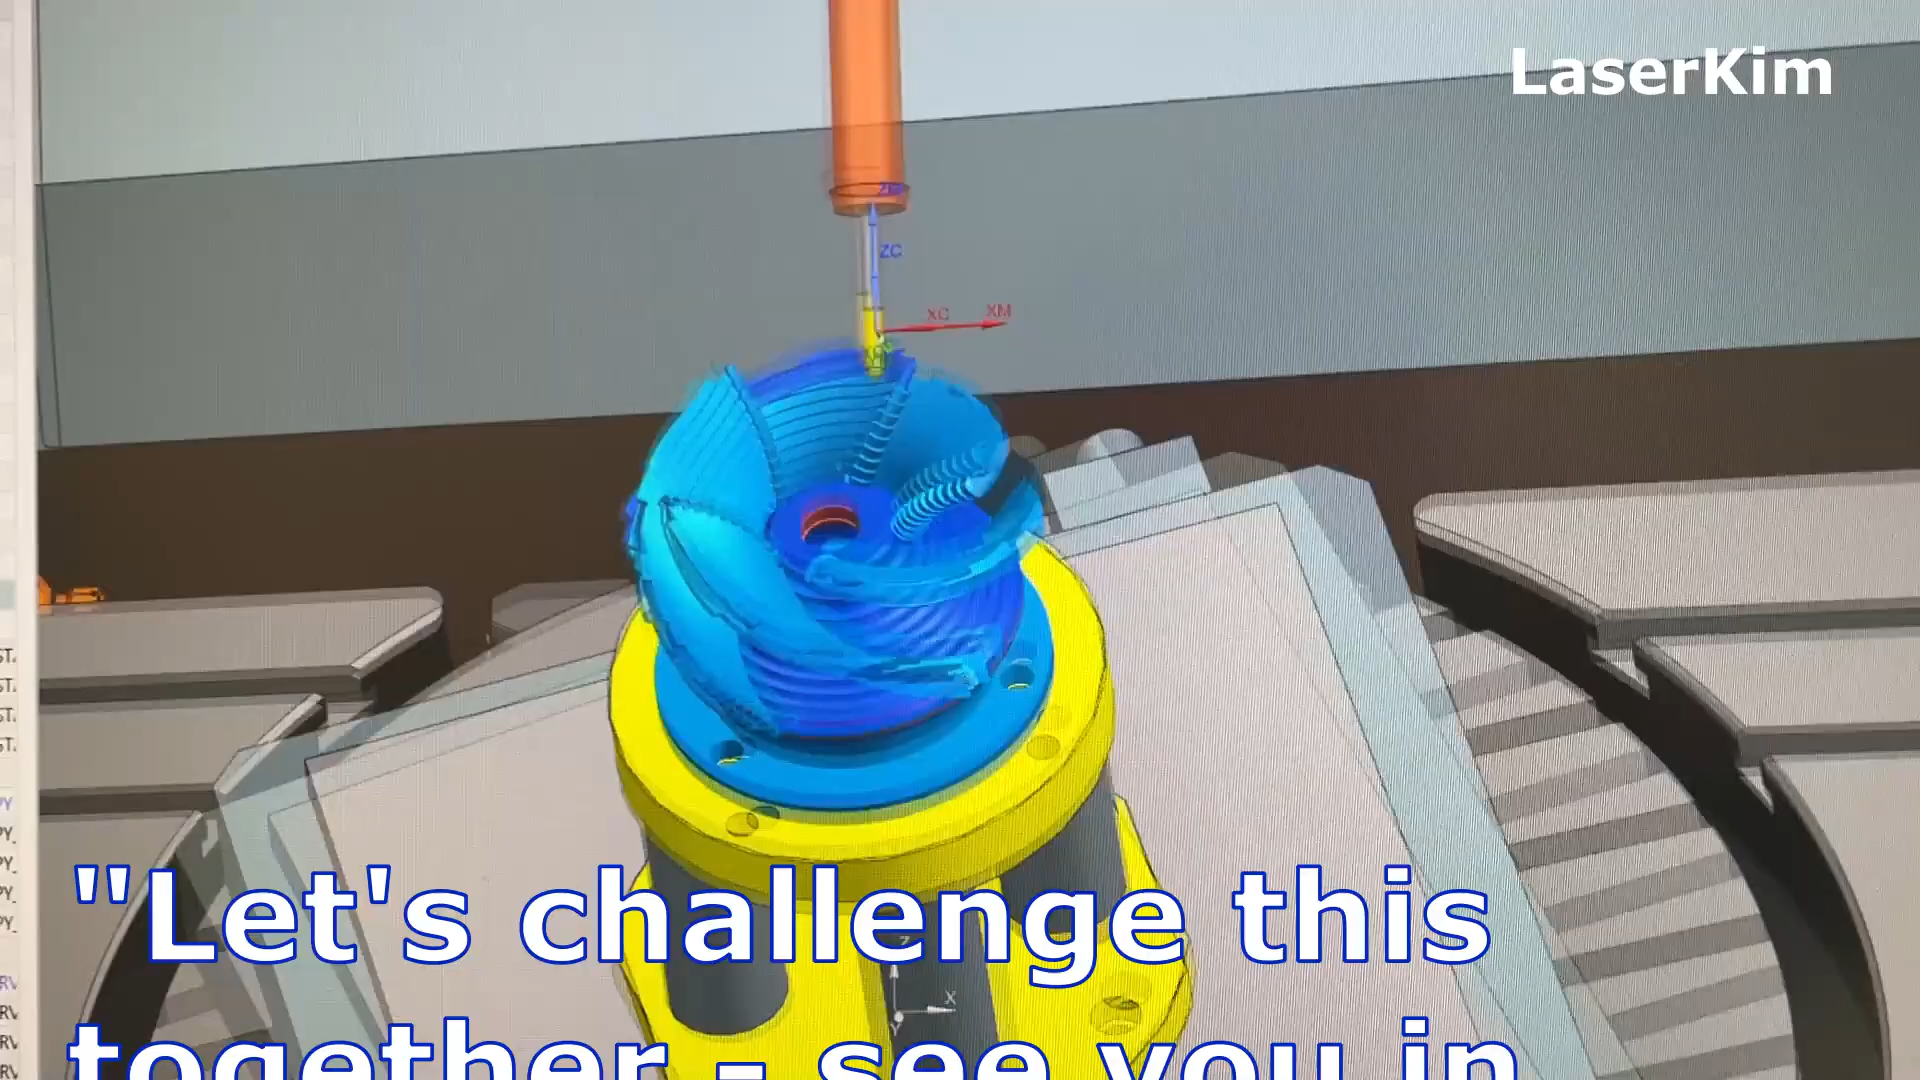 LaserKim
ZC
XC XM
"Let's challenge this
together - see you in
Z
X
Y